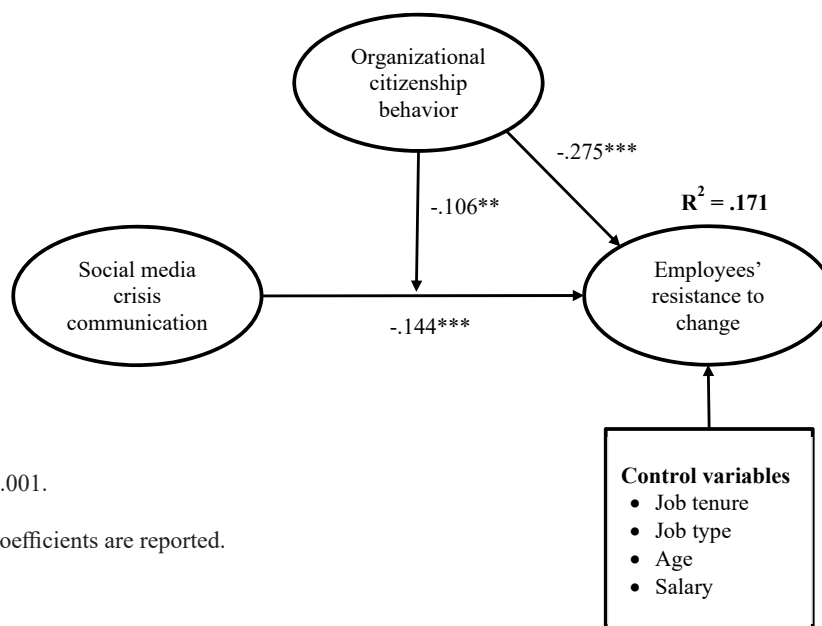 Organizational
citizenship
behavior
-.275***
-.106**
R² = .171
Social media
crisis
communication
Employees’
resistance to
change
-.144***
.001.
Control variables
• Job tenure
• Job type
• Age
• Salary
coefficients are reported.